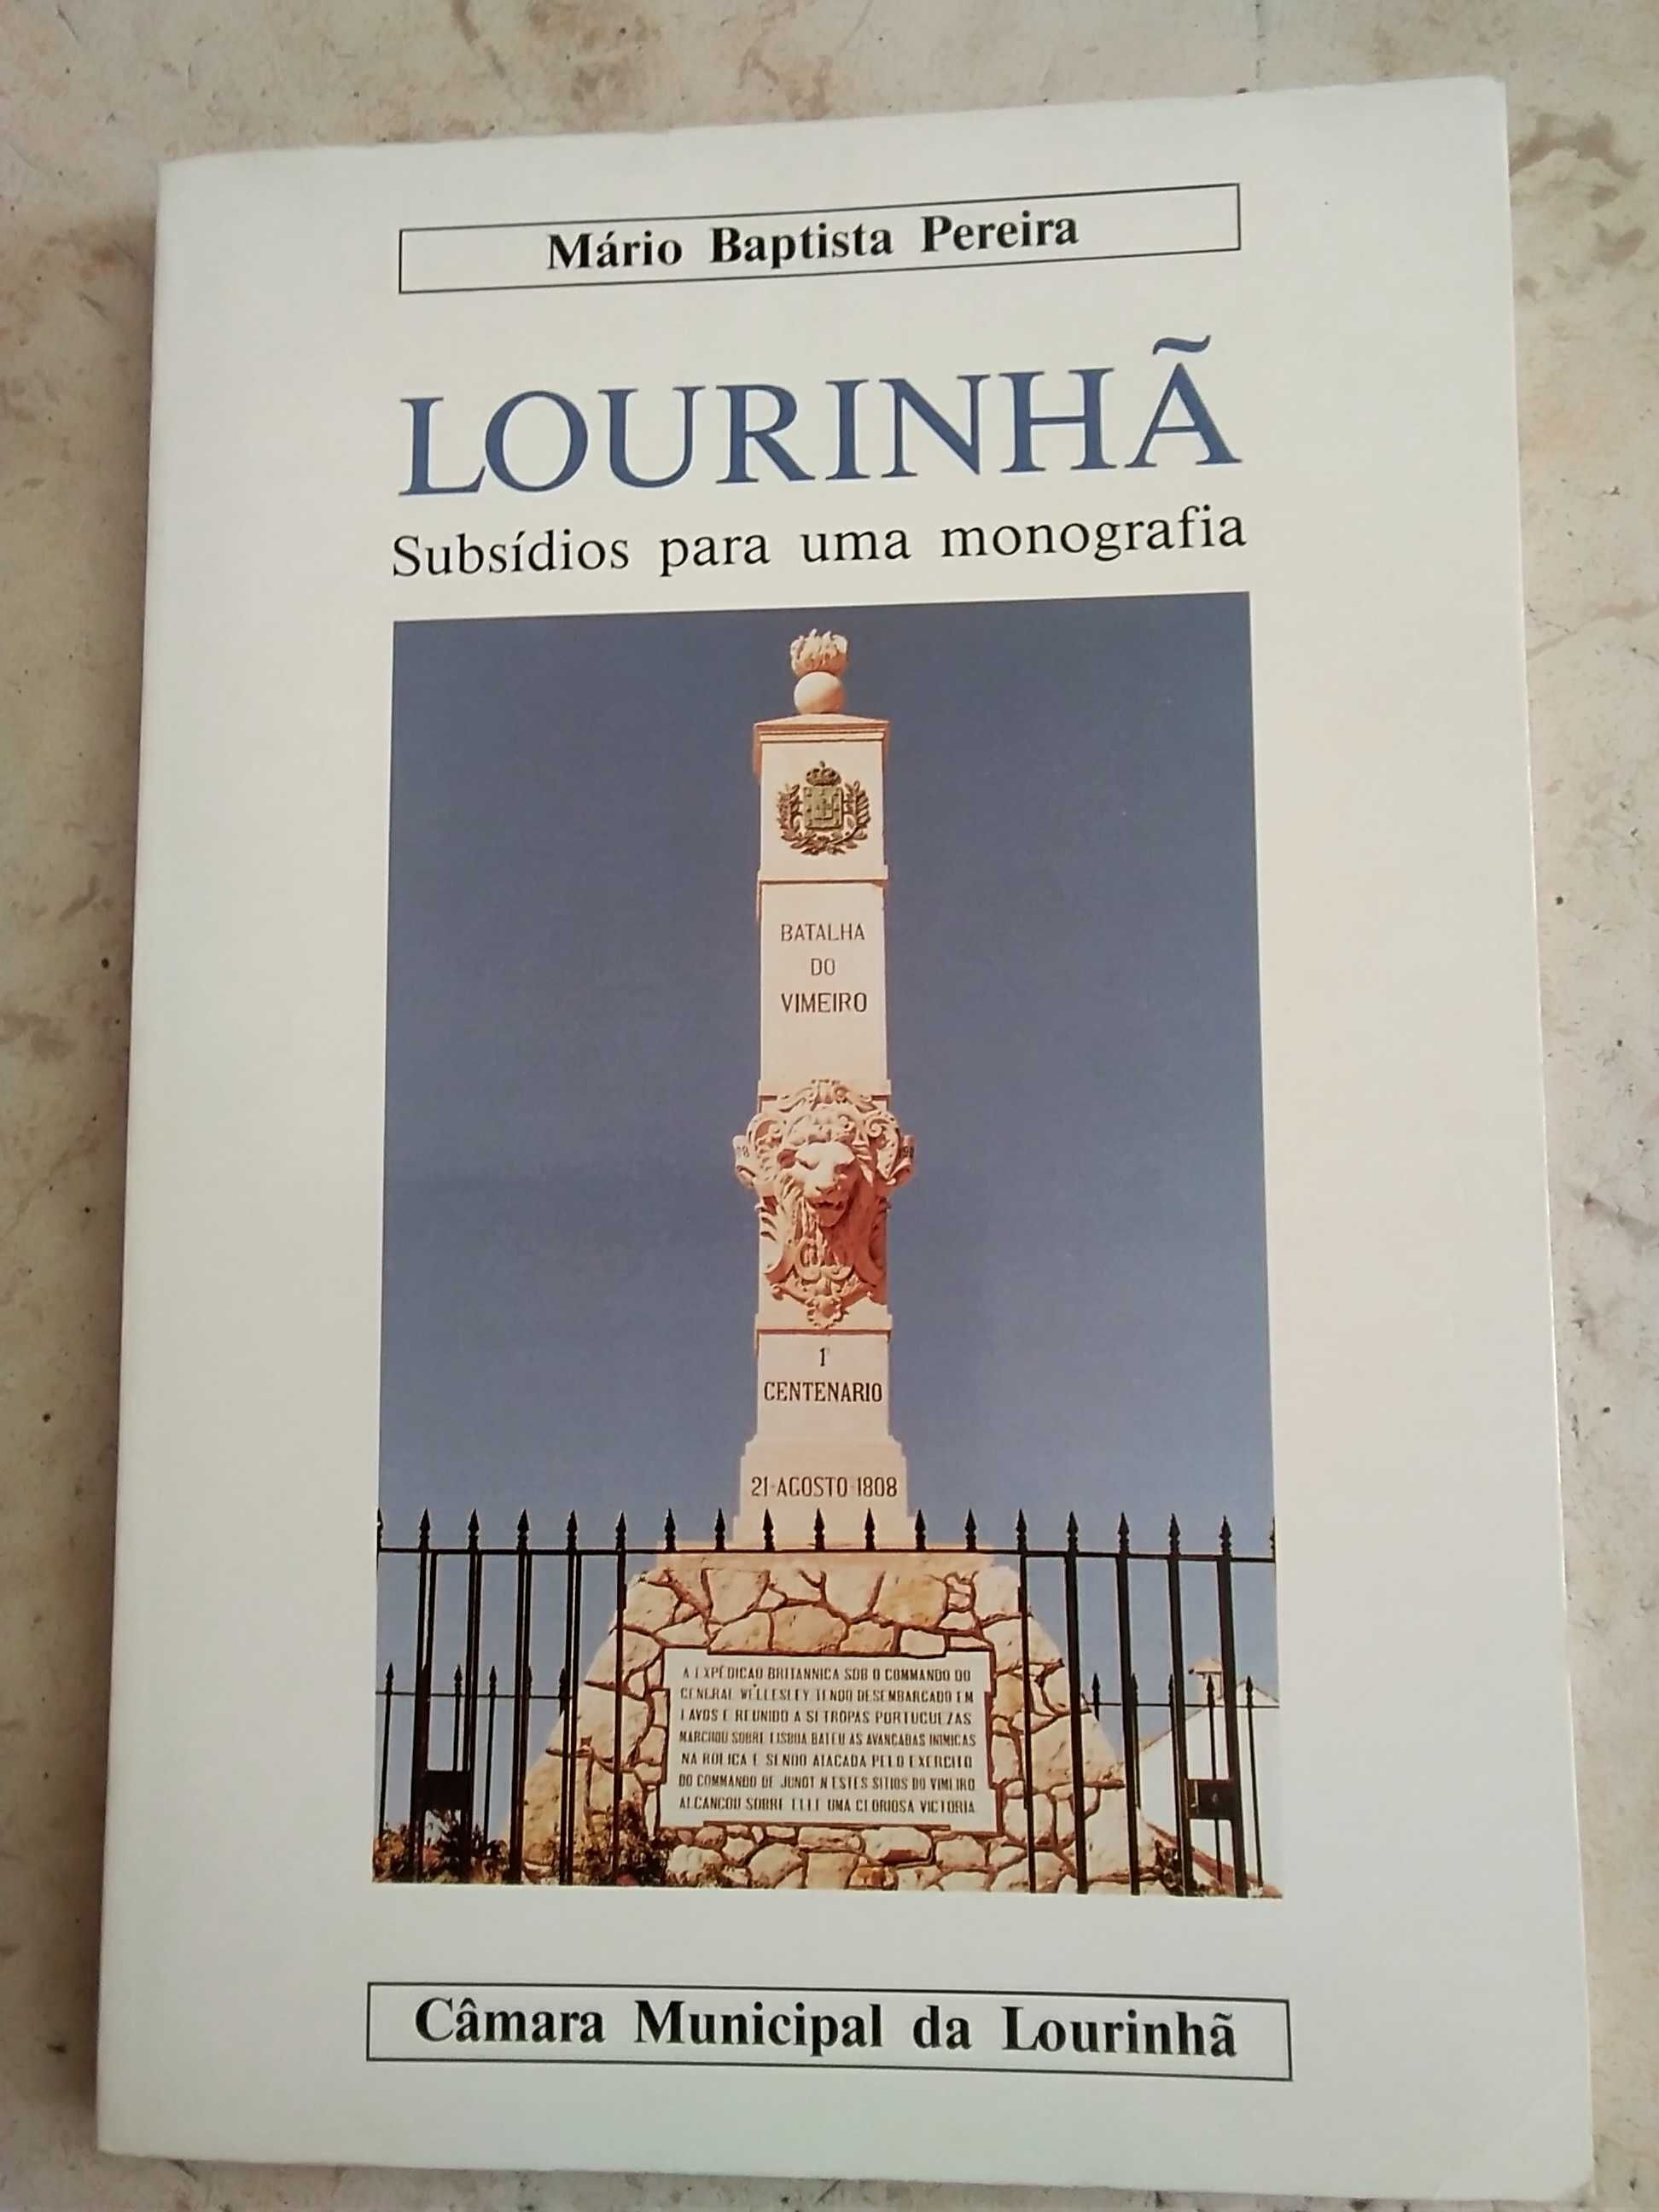 Mário Baptista Pereira
LOURINHÃ
Subsídios para uma monografia
BATALHA
DO
VIMEIRO
1º
CENTENARIO
21-AGOSTO-1808
A EXPÉDICAO BRITANNICA SOB O COMMANDO DO
GENERAL WELLESLEY TENDO DESEMBARCADO EM
LAVOS E REUNIDO A SI TROPAS PORTUGUEZAS
MARCHOU SOBRE LISBOA BATEU AS AVANCADAS INIMICAS
NA ROLICA E SENDO ATACADA PELO EXERCITO
DO COMMANDO DE JUNOT N ESTES SITIOS DO VIMEIRO
ALCANCOU SOBRE ELLE UMA GLORIOSA VICTORIA
Câmara Municipal da Lourinhã